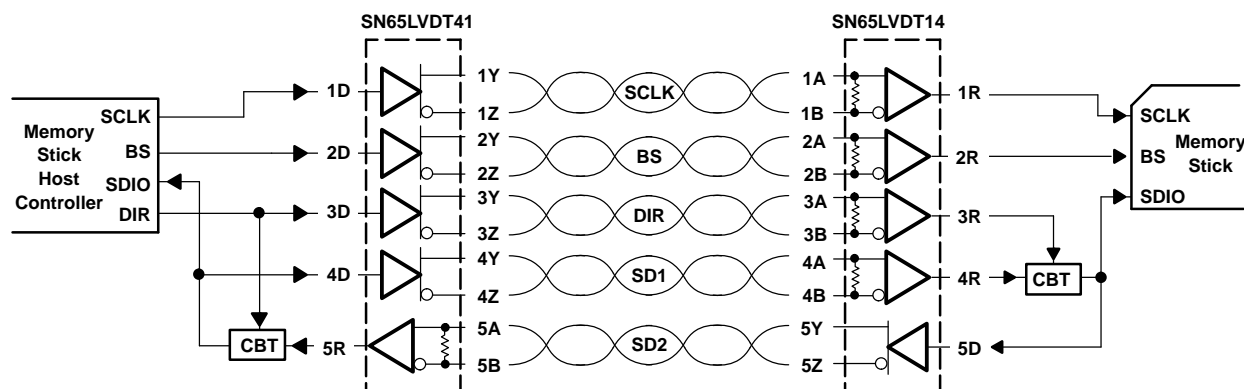 SN65LVDT41
SN65LVDT14
Memory
Stick
Host
Controller
SCLK
BS
SDIO
DIR
1D
2D
3D
4D
5R
CBT
1Y
1Z
2Y
2Z
3Y
3Z
4Y
4Z
5A
5B
SCLK
BS
DIR
SD1
SD2
1A
1B
2A
2B
3A
3B
4A
4B
5Y
5Z
1R
2R
3R
4R
5D
CBT
SCLK
BS
SDIO
Memory
Stick